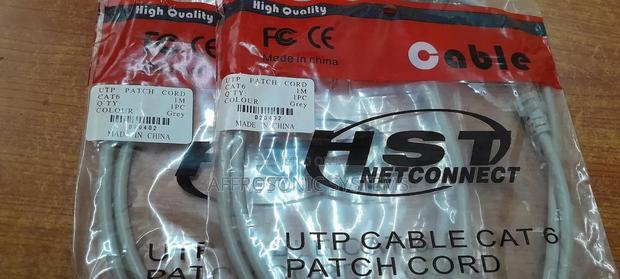 High Quality
FC CE
UTP PATCH CORD
CAT6 1M
Q'TY 1PC
COLOUR Grey
MADE IN CHINA
High Quality
FC CE
Made in china
Cable
UTP PATCH CORD
CAT6 1M
Q'TY 1PC
COLOUR Grey
MADE IN CHINA
HST
NETCONNECT
AFFROSONIC SYSTEMS
UTP
PAT
UTP CABLE CAT 6
PATCH CORD